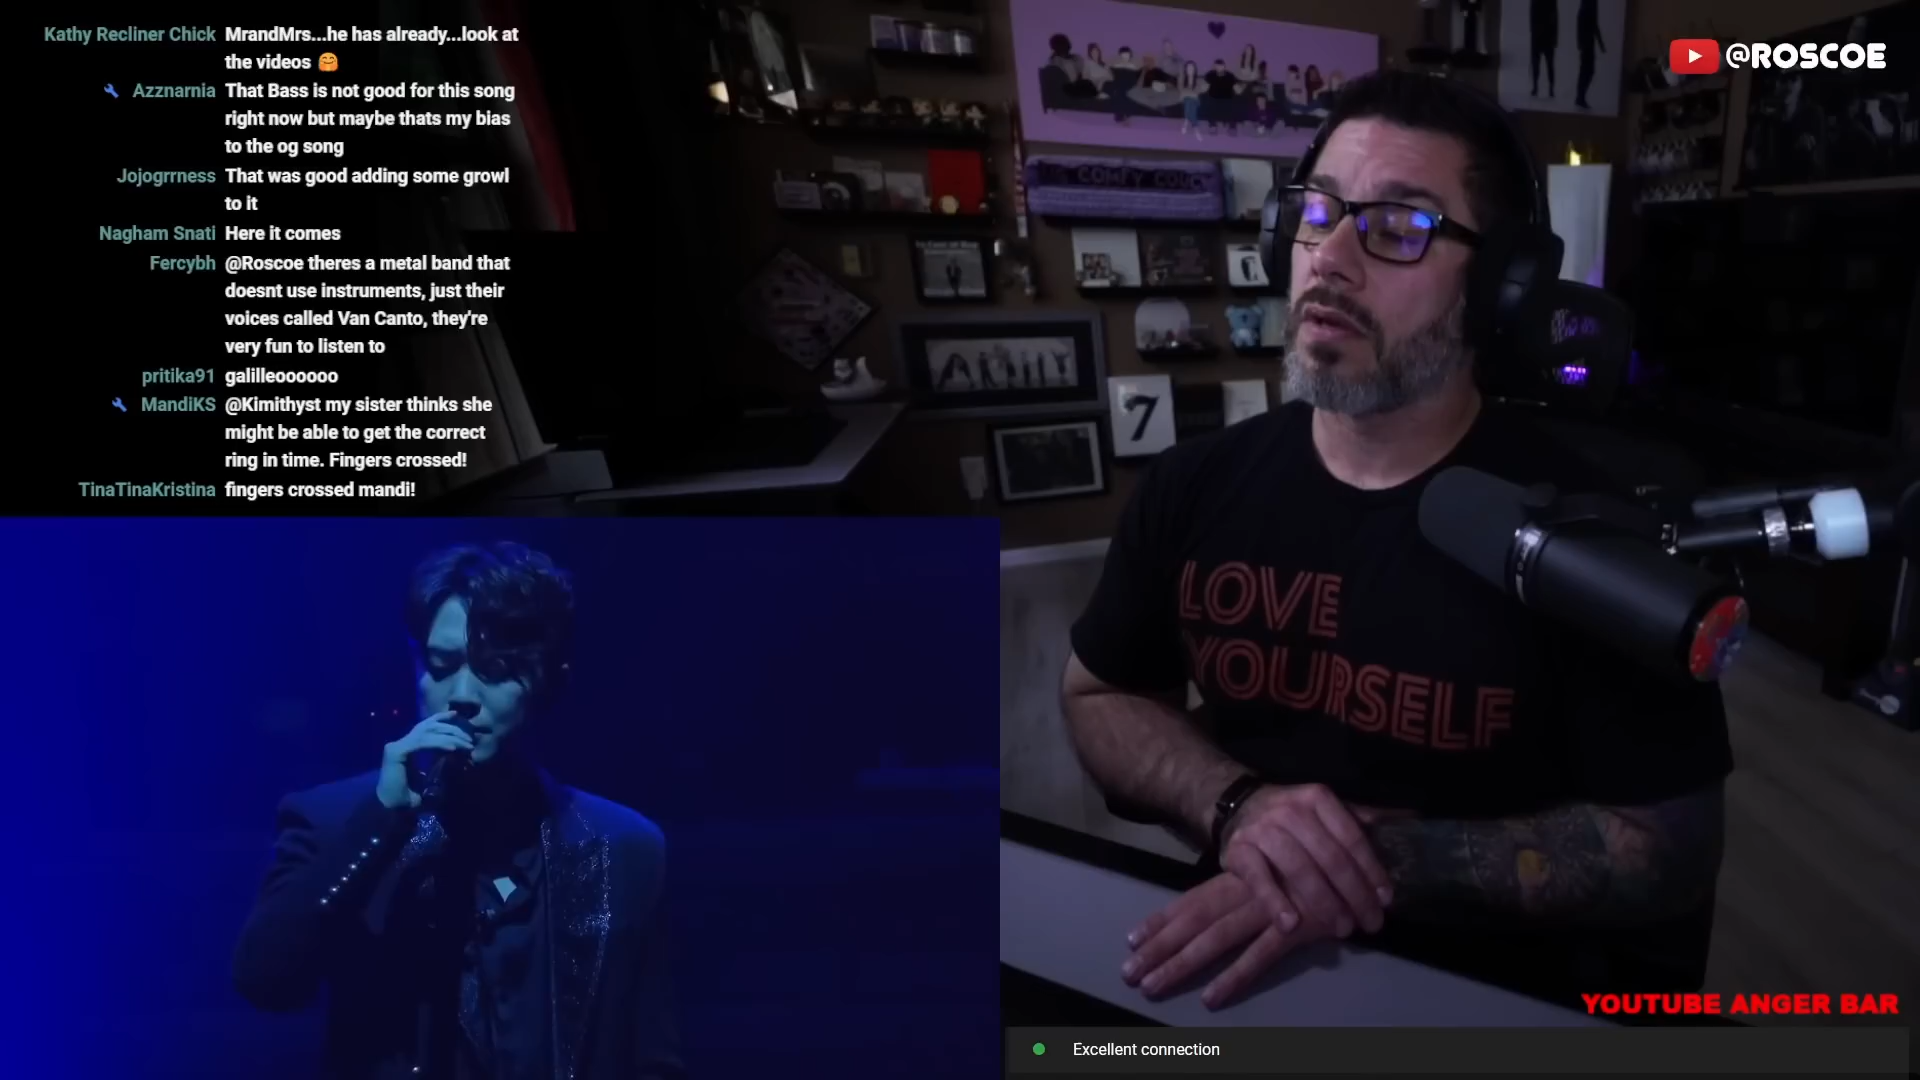 Kathy Recliner Chick MrandMrs...he has already...look at
the videos 🤗
Azznarnia That Bass is not good for this song
right now but maybe thats my bias
to the og song
Jojogrrness That was good adding some growl
to it
Nagham Snati Here it comes
Fercybh @Roscoe theres a metal band that
doesnt use instruments, just their
voices called Van Canto, they're
very fun to listen to
pritika91 galilleoooooo
MandiKS @Kimithyst my sister thinks she
might be able to get the correct
ring in time. Fingers crossed!
TinaTinaKristina fingers crossed mandi!
@ROSCOE
COMFY COUCH
7
LOVE
YOURSELF
YOUTUBE ANGER BAR
Excellent connection